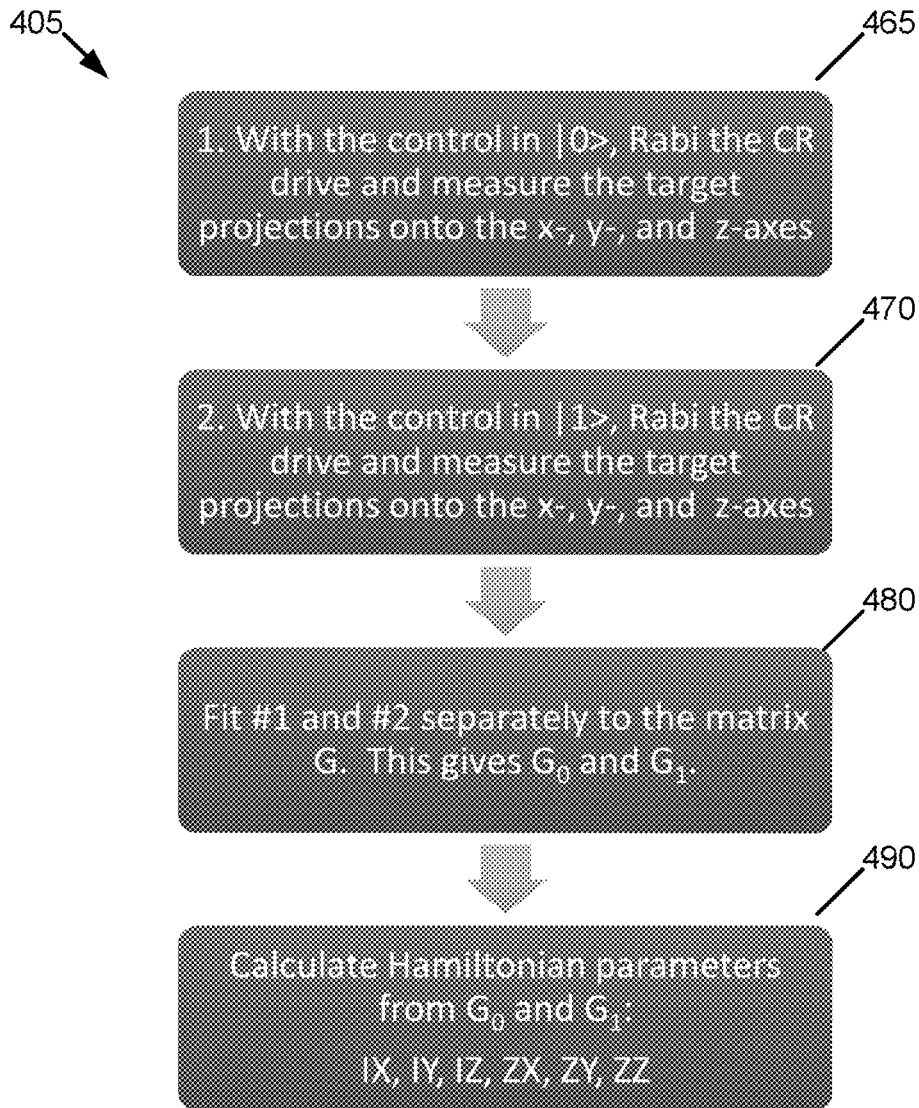 405
465
1. With the control in |0>, Rabi the CR
drive and measure the target
projections onto the x-, y-, and z-axes
470
2. With the control in |1>, Rabi the CR
drive and measure the target
projections onto the x-, y-, and z-axes
480
Fit #1 and #2 separately to the matrix
G. This gives G₀ and G₁.
490
Calculate Hamiltonian parameters
from G₀ and G₁:
IX, IY, IZ, ZX, ZY, ZZ